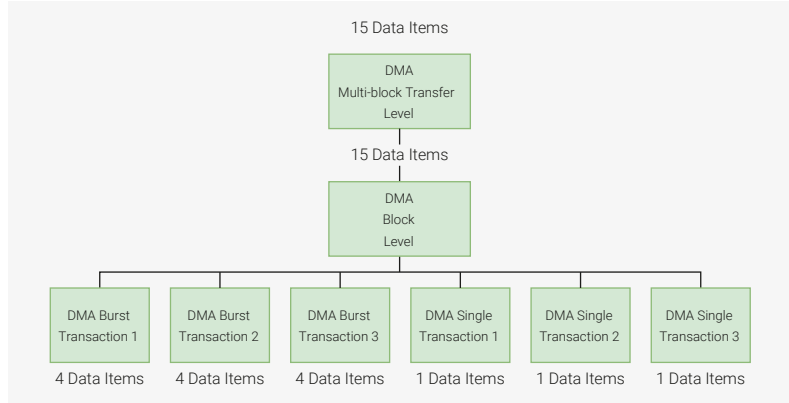 15 Data Items
DMA
Multi-block Transfer
Level
15 Data Items
DMA
Block
Level
DMA Burst
Transaction 1
DMA Burst
Transaction 2
DMA Burst
Transaction 3
DMA Single
Transaction 1
DMA Single
Transaction 2
DMA Single
Transaction 3
4 Data Items
4 Data Items
4 Data Items
1 Data Items
1 Data Items
1 Data Items